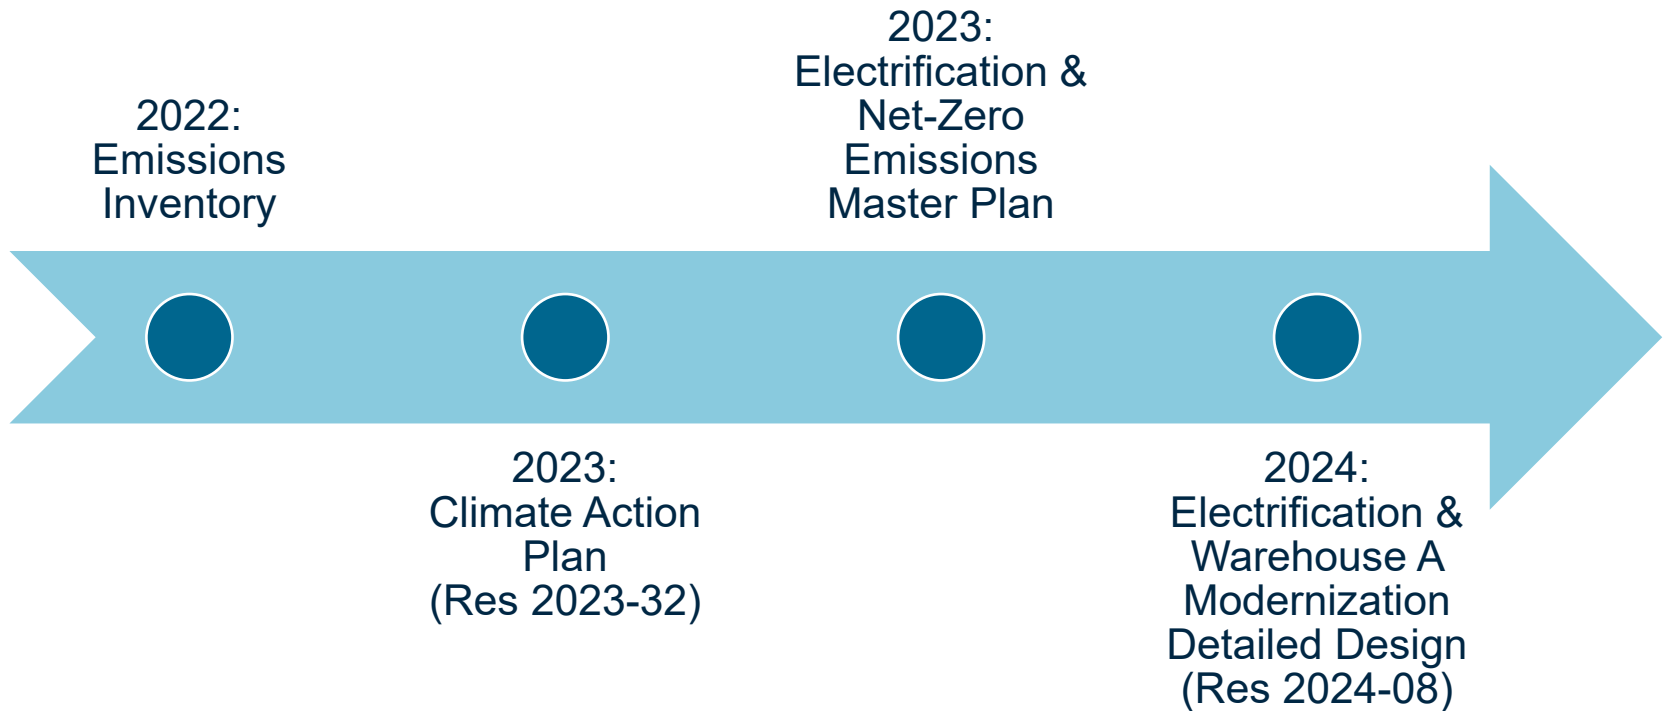 2022:
Emissions
Inventory
2023:
Climate Action
Plan
(Res 2023-32)
2023:
Electrification &
Net-Zero
Emissions
Master Plan
2024:
Electrification &
Warehouse A
Modernization
Detailed Design
(Res 2024-08)